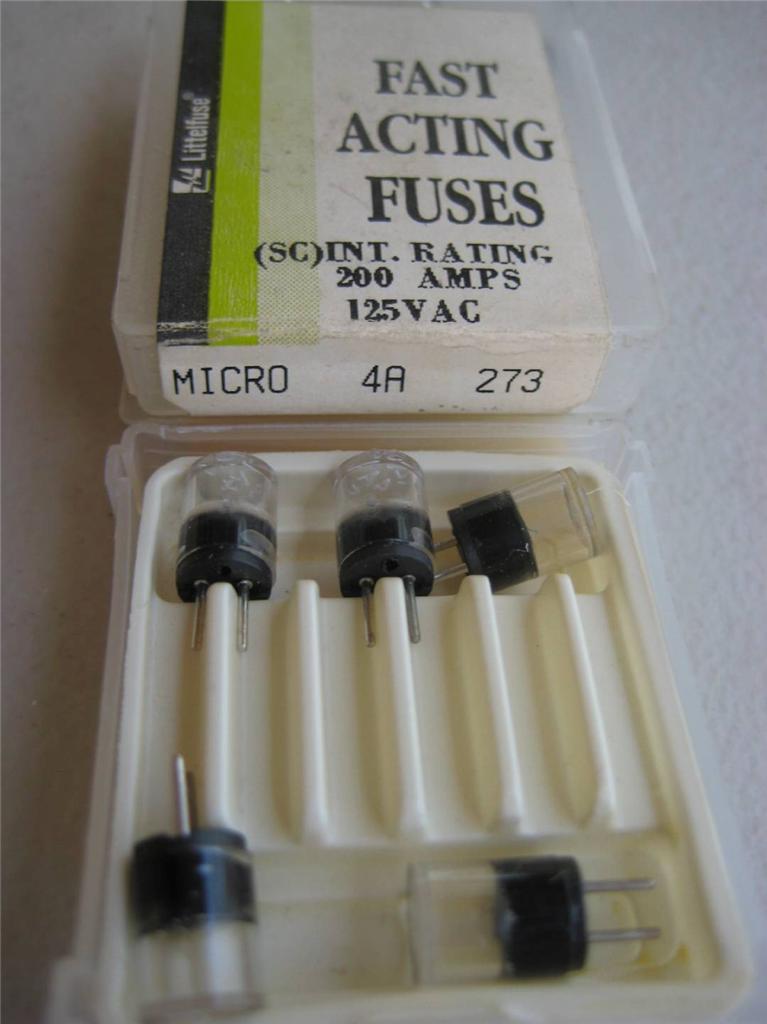 Littelfuse®
FAST
ACTING
FUSES
(SC)INT. RATING
200 AMPS
125VAC
MICRO 4A 273